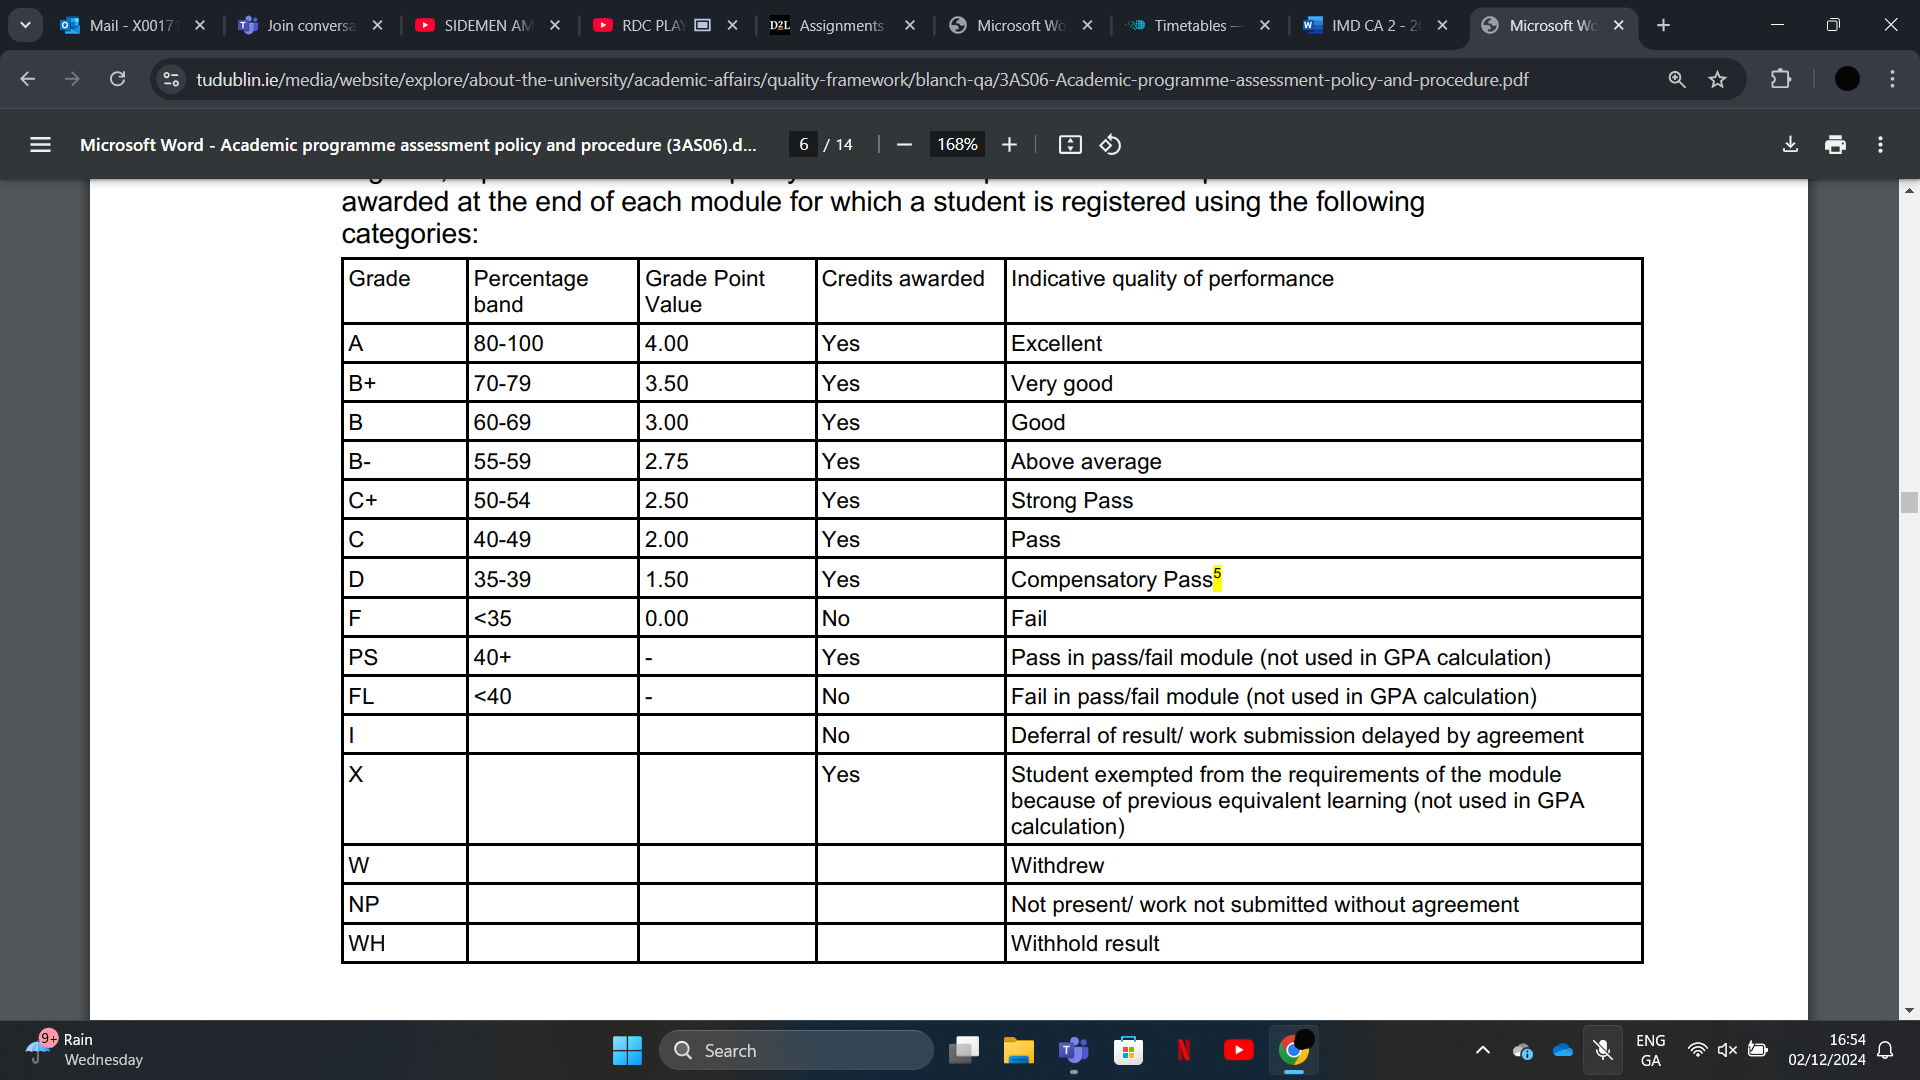 Mail - X0017
Join conversa
SIDEMEN AM
RDC PLAY
D2L Assignments
Microsoft Wo
Timetables —
IMD CA 2 - 20
Microsoft Wo
tudublin.ie/media/website/explore/about-the-university/academic-affairs/quality-framework/blanch-qa/3AS06-Academic-programme-assessment-policy-and-procedure.pdf
Microsoft Word - Academic programme assessment policy and procedure (3AS06).d... 6 / 14 168%
awarded at the end of each module for which a student is registered using the following
categories:
Grade Percentage band Grade Point Value Credits awarded Indicative quality of performance
A 80-100 4.00 Yes Excellent
B+ 70-79 3.50 Yes Very good
B 60-69 3.00 Yes Good
B- 55-59 2.75 Yes Above average
C+ 50-54 2.50 Yes Strong Pass
C 40-49 2.00 Yes Pass
D 35-39 1.50 Yes Compensatory Pass5
F <35 0.00 No Fail
PS 40+ - Yes Pass in pass/fail module (not used in GPA calculation)
FL <40 - No Fail in pass/fail module (not used in GPA calculation)
I No Deferral of result/ work submission delayed by agreement
X Yes Student exempted from the requirements of the module
because of previous equivalent learning (not used in GPA
calculation)
W Withdrew
NP Not present/ work not submitted without agreement
WH Withhold result
9+ Rain
Wednesday
Search
ENG
GA
16:54
02/12/2024